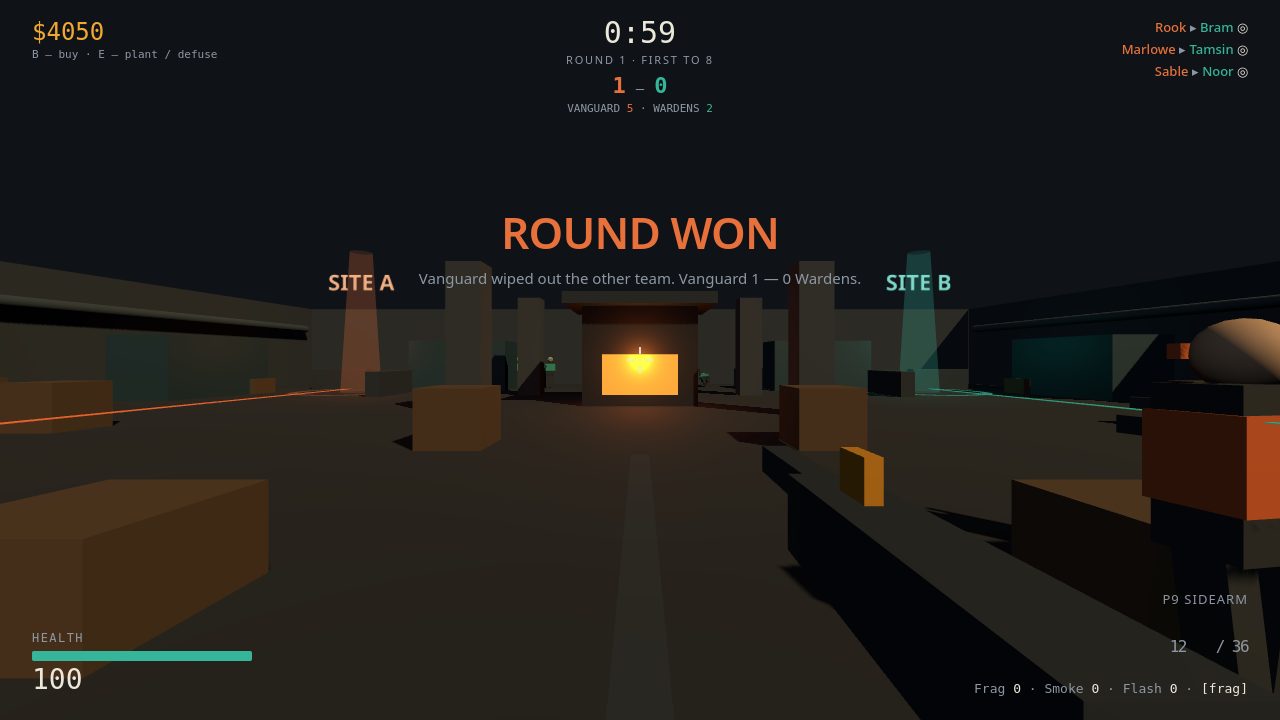 $4050
B — buy · E — plant / defuse
0:59
ROUND 1 · FIRST TO 8
1 — 0
VANGUARD 5 · WARDENS 2
Rook ▸ Bram ◎
Marlowe ▸ Tamsin ◎
Sable ▸ Noor ◎
ROUND WON
SITE A
Vanguard wiped out the other team. Vanguard 1 — 0 Wardens.
SITE B
HEALTH
100
P9 SIDEARM
12 / 36
Frag 0 · Smoke 0 · Flash 0 · [frag]